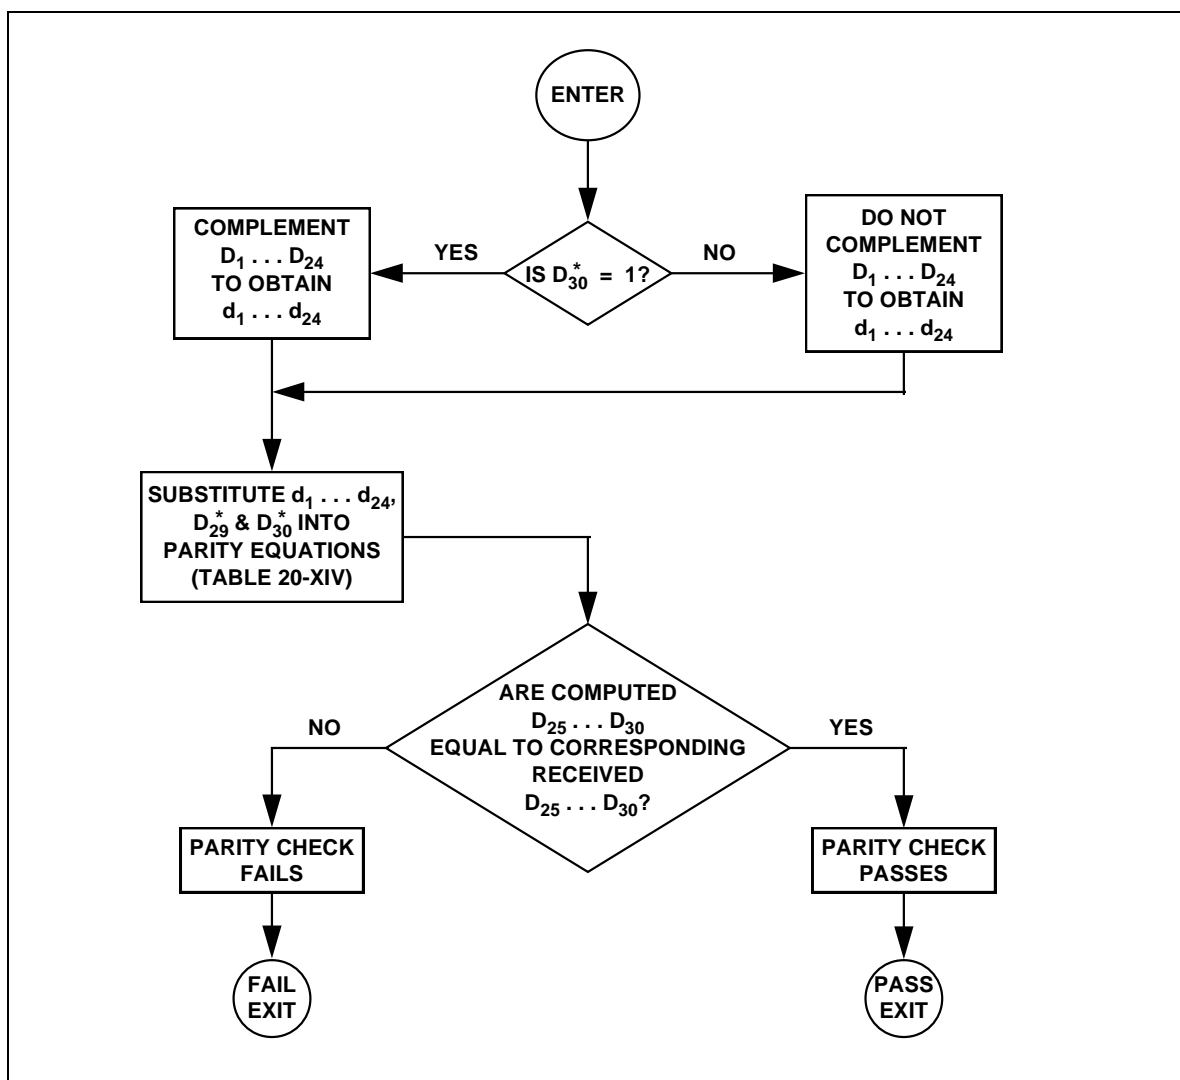 ENTER
COMPLEMENT
D₁ . . . D₂₄
TO OBTAIN
d₁ . . . d₂₄
YES
IS D*₃₀ = 1?
NO
DO NOT
COMPLEMENT
D₁ . . . D₂₄
TO OBTAIN
d₁ . . . d₂₄
SUBSTITUTE d₁ . . . d₂₄,
D*₂₉ & D*₃₀ INTO
PARITY EQUATIONS
(TABLE 20-XIV)
ARE COMPUTED
D₂₅ . . . D₃₀
EQUAL TO CORRESPONDING
RECEIVED
D₂₅ . . . D₃₀?
NO
YES
PARITY CHECK
FAILS
PARITY CHECK
PASSES
FAIL
EXIT
PASS
EXIT